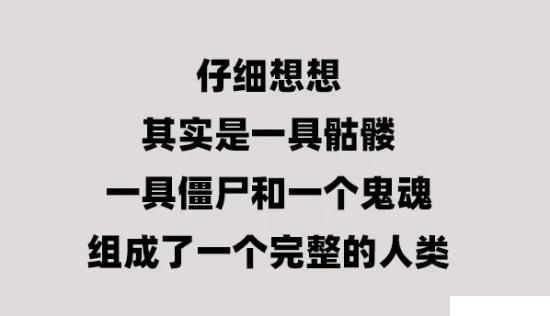 仔细想想
其实是一具骷髅
一具僵尸和一个鬼魂
组成了一个完整的人类